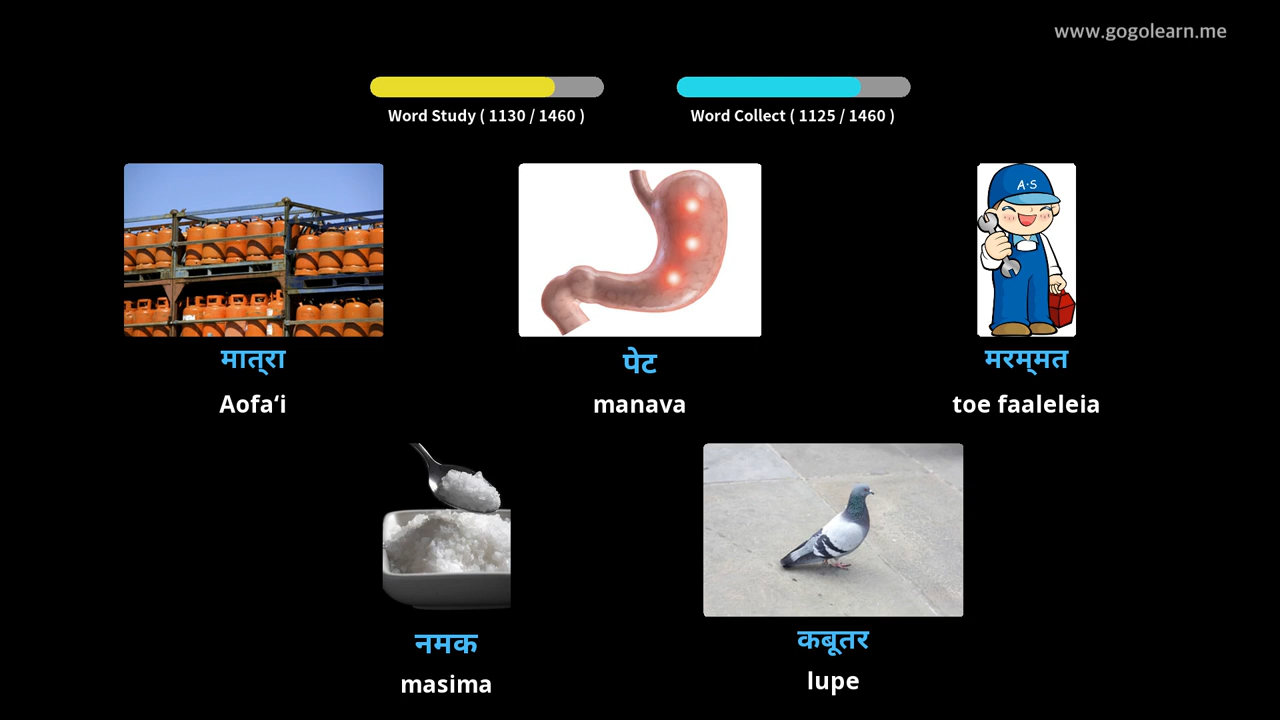 www.gogolearn.me
Word Study ( 1130 / 1460 )
Word Collect ( 1125 / 1460 )
A·S
मात्रा
पेट
मरम्मत
Aofaʻi
manava
toe faaleleia
नमक
कबूतर
masima
lupe